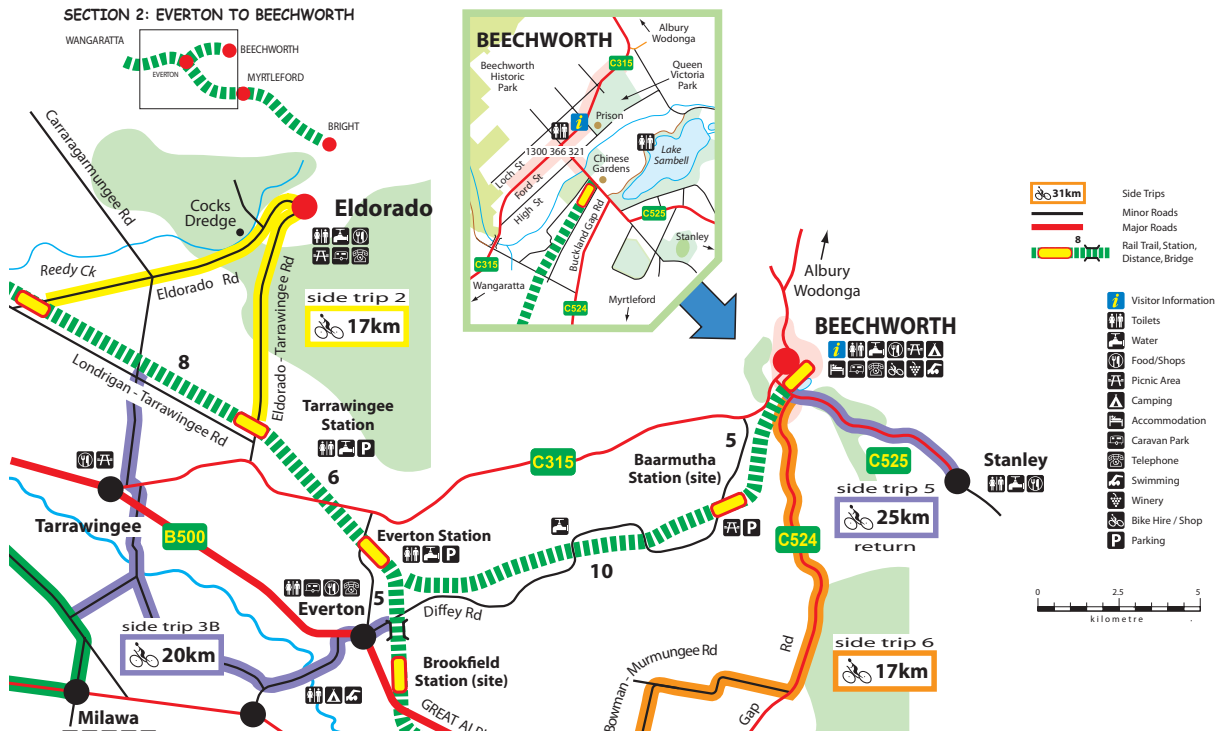 SECTION 2: EVERTON TO BEECHWORTH
WANGARATTA
BEECHWORTH
EVERTON
MYRTLEFORD
BRIGHT
BEECHWORTH
Albury
Wodonga
C315
Beechworth
Historic
Park
Queen
Victoria
Park
i
Prison
1300 366 321
Lake
Sambell
Chinese
Gardens
Loch St
Ford St
High St
Buckland Gap Rd
C525
Stanley
C315
Wangaratta
C524
Myrtleford
31km
Side Trips
Minor Roads
Major Roads
8
Rail Trail, Station,
Distance, Bridge
i Visitor Information
Toilets
Water
Food/Shops
Picnic Area
Camping
Accommodation
Caravan Park
Telephone
Swimming
Winery
Bike Hire / Shop
P Parking
0 2.5 5
kilometre
Carraragarmungee Rd
Cocks
Dredge
Eldorado
Reedy Ck
Eldorado Rd
Eldorado - Tarrawingee Rd
side trip 2
17km
8
Londrigan - Tarrawingee Rd
Tarrawingee
Station
P
6
Albury
Wodonga
BEECHWORTH
i
C315
5
Baarmutha
Station (site)
P
C525
Stanley
side trip 5
25km
return
Tarrawingee
B500
Everton Station
P
10
C524
Everton
5
Diffey Rd
side trip 3B
20km
Brookfield
Station (site)
side trip 6
17km
Bowman - Murmungee Rd
Gap Rd
Milawa